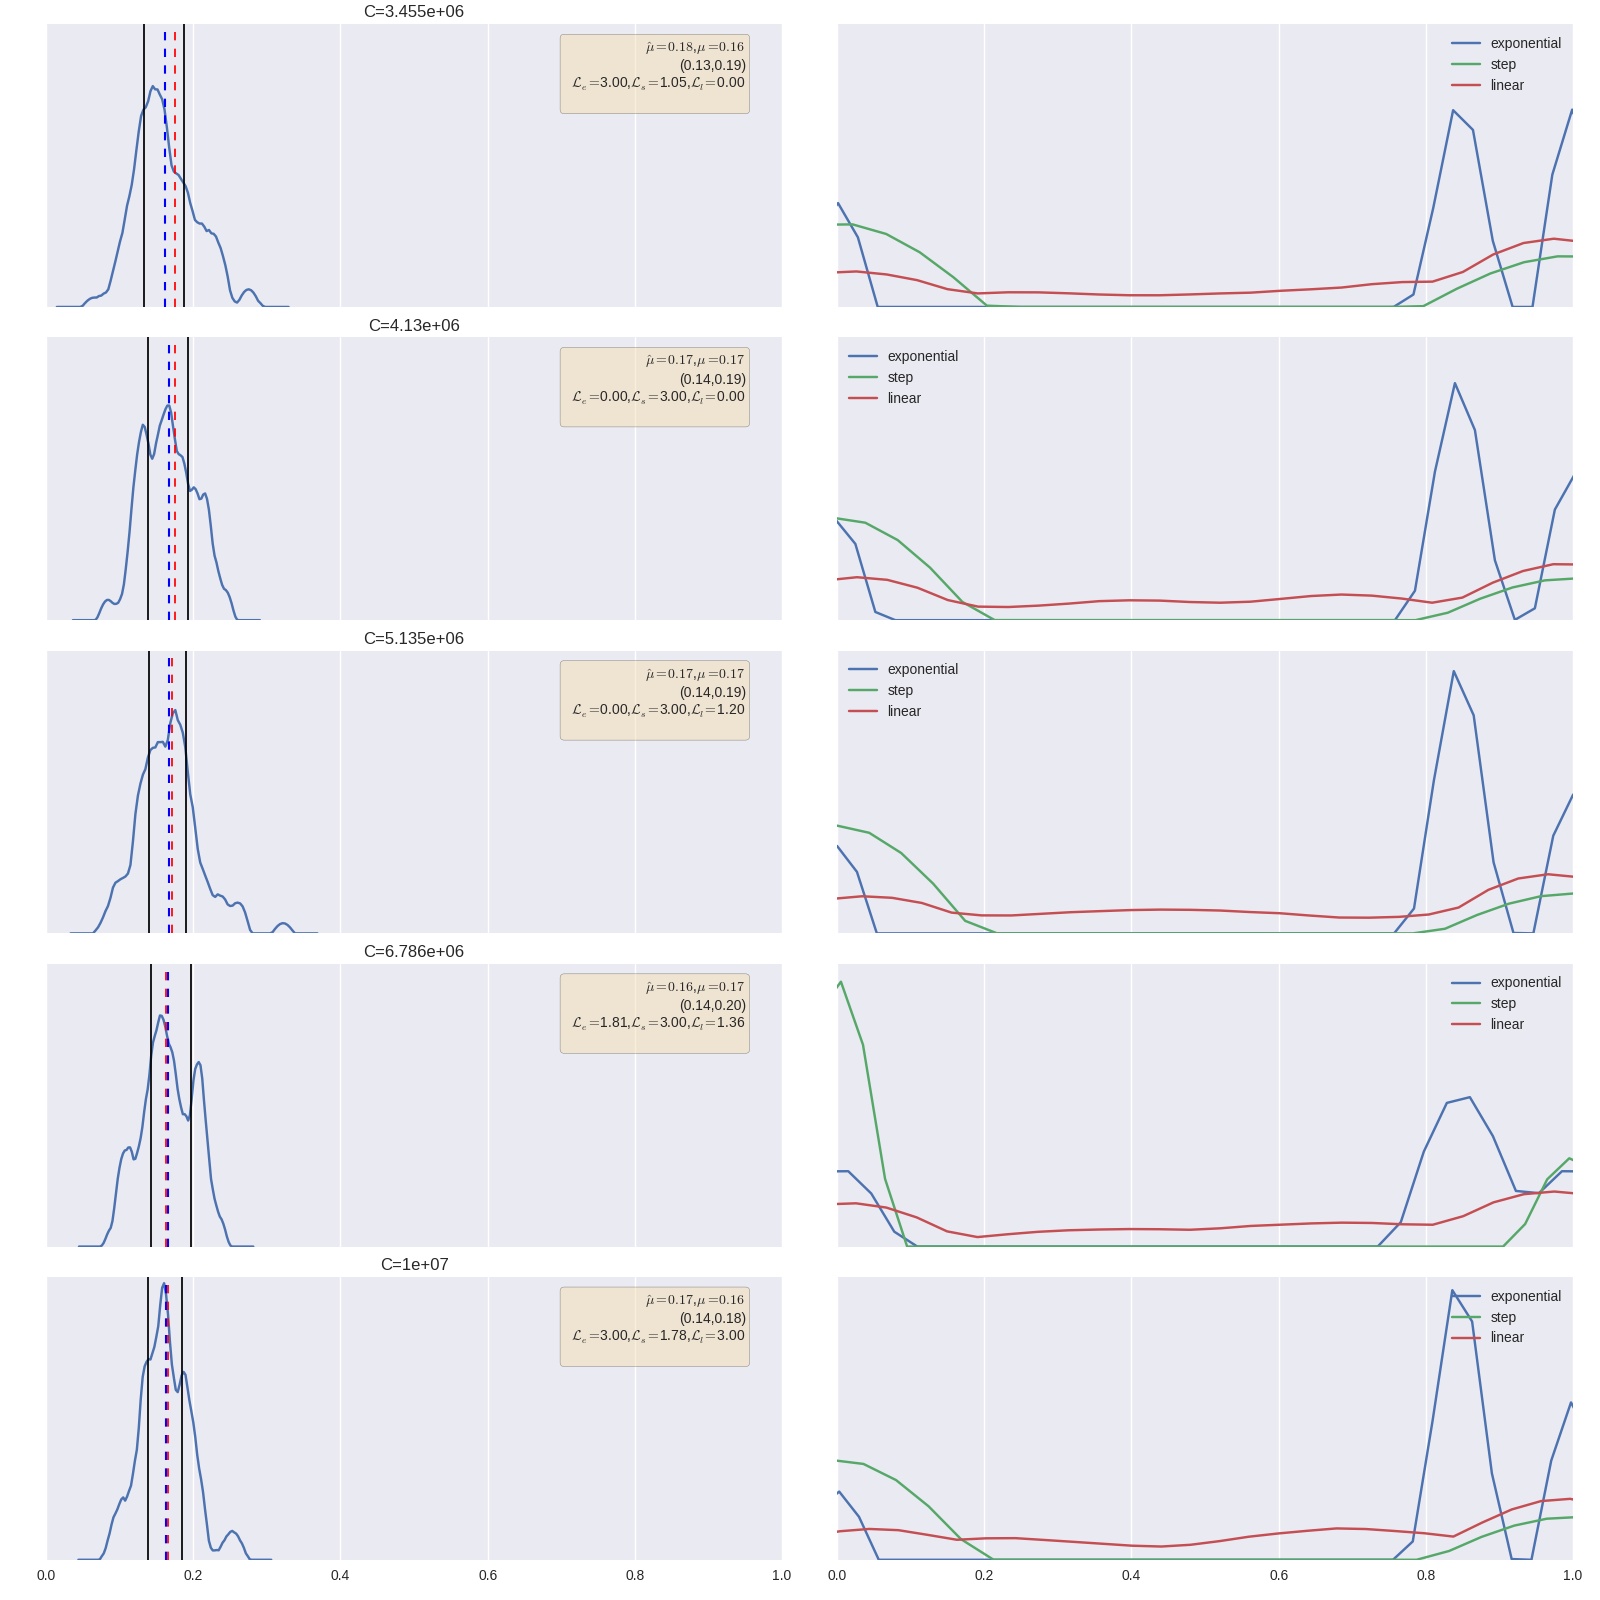 C=3.455e+06
μ̂=0.18,μ=0.16
(0.13,0.19)
ℒₑ=3.00,ℒₛ=1.05,ℒₗ=0.00
exponential
step
linear
C=4.13e+06
μ̂=0.17,μ=0.17
(0.14,0.19)
ℒₑ=0.00,ℒₛ=3.00,ℒₗ=0.00
exponential
step
linear
C=5.135e+06
μ̂=0.17,μ=0.17
(0.14,0.19)
ℒₑ=0.00,ℒₛ=3.00,ℒₗ=1.20
exponential
step
linear
C=6.786e+06
μ̂=0.16,μ=0.17
(0.14,0.20)
ℒₑ=1.81,ℒₛ=3.00,ℒₗ=1.36
exponential
step
linear
C=1e+07
μ̂=0.17,μ=0.16
(0.14,0.18)
ℒₑ=3.00,ℒₛ=1.78,ℒₗ=3.00
exponential
step
linear
0.0 0.2 0.4 0.6 0.8 1.0
0.0 0.2 0.4 0.6 0.8 1.0